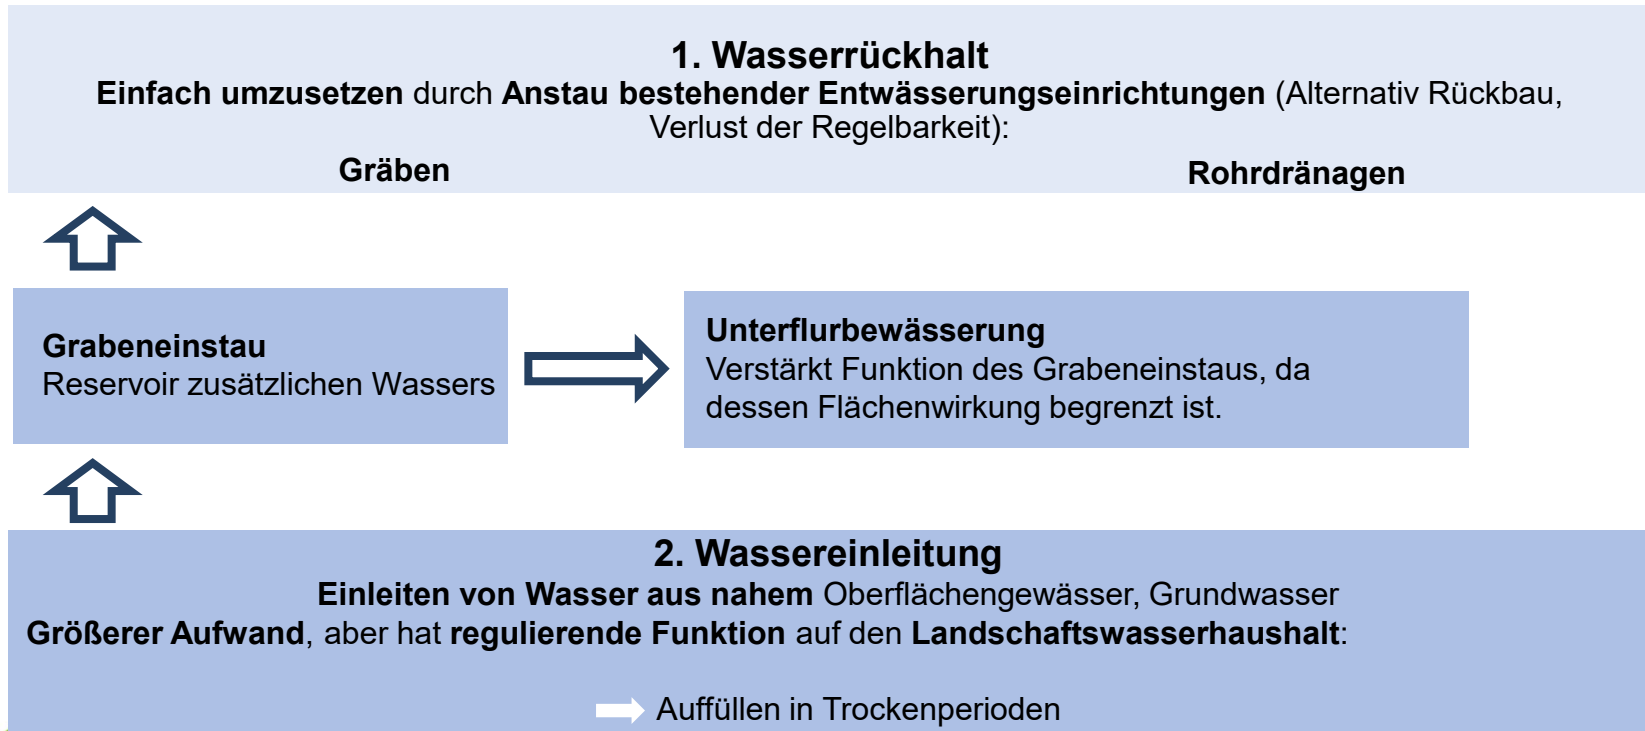 1. Wasserrückhalt
Einfach umzusetzen durch Anstau bestehender Entwässerungseinrichtungen (Alternativ Rückbau,
Verlust der Regelbarkeit):
Gräben
Rohrdränagen
Grabeneinstau
Reservoir zusätzlichen Wassers
Unterflurbewässerung
Verstärkt Funktion des Grabeneinstaus, da
dessen Flächenwirkung begrenzt ist.
2. Wassereinleitung
Einleiten von Wasser aus nahem Oberflächengewässer, Grundwasser
Größerer Aufwand, aber hat regulierende Funktion auf den Landschaftswasserhaushalt:
Auffüllen in Trockenperioden